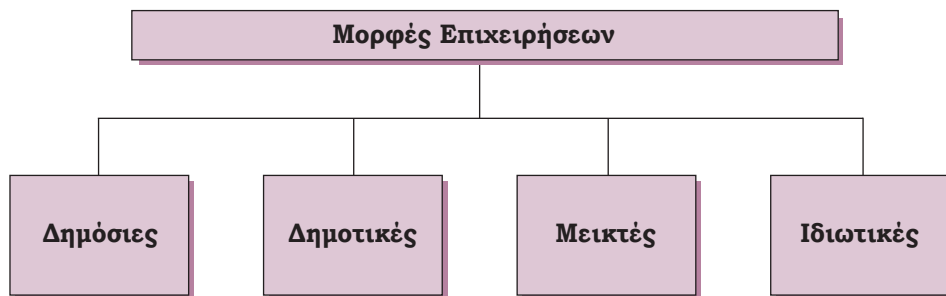 Μορφές Επιχειρήσεων
Δημόσιες
Δημοτικές
Μεικτές
Ιδιωτικές